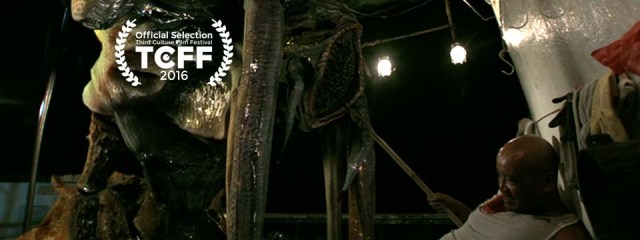 Official Selection
Third Culture Film Festival
TCFF
2016